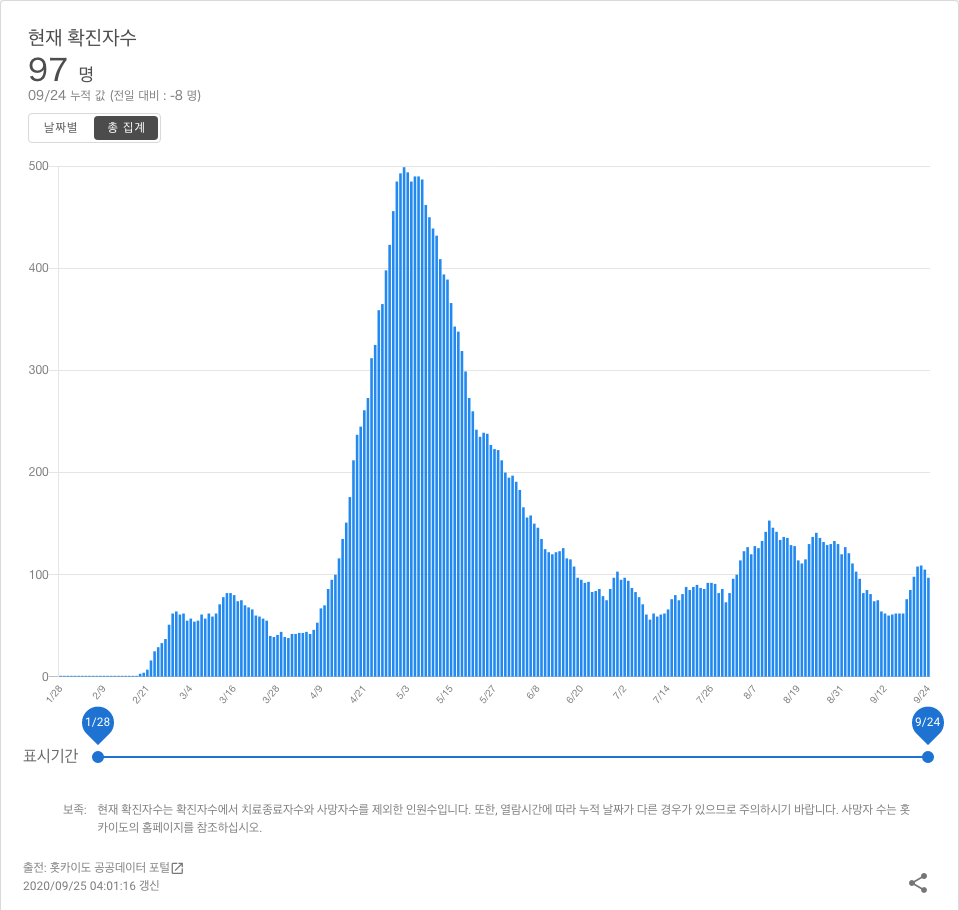 현재 확진자수
97 명
09/24 누적 값 (전일 대비 : -8 명)
날짜별 총 집계
500
400
300
200
100
0
1/28 2/9 2/21 3/4 3/16 3/28 4/9 4/21 5/3 5/15 5/27 6/8 6/20 7/2 7/14 7/26 8/7 8/19 8/31 9/12 9/24
1/28 9/24
표시기간
보족: 현재 확진자수는 확진자수에서 치료종료자수와 사망자수를 제외한 인원수입니다. 또한, 열람시간에 따라 누적 날짜가 다른 경우가 있으므로 주의하시기 바랍니다. 사망자 수는 홋
카이도의 홈페이지를 참조하십시오.
출전: 홋카이도 공공데이터 포털
2020/09/25 04:01:16 갱신